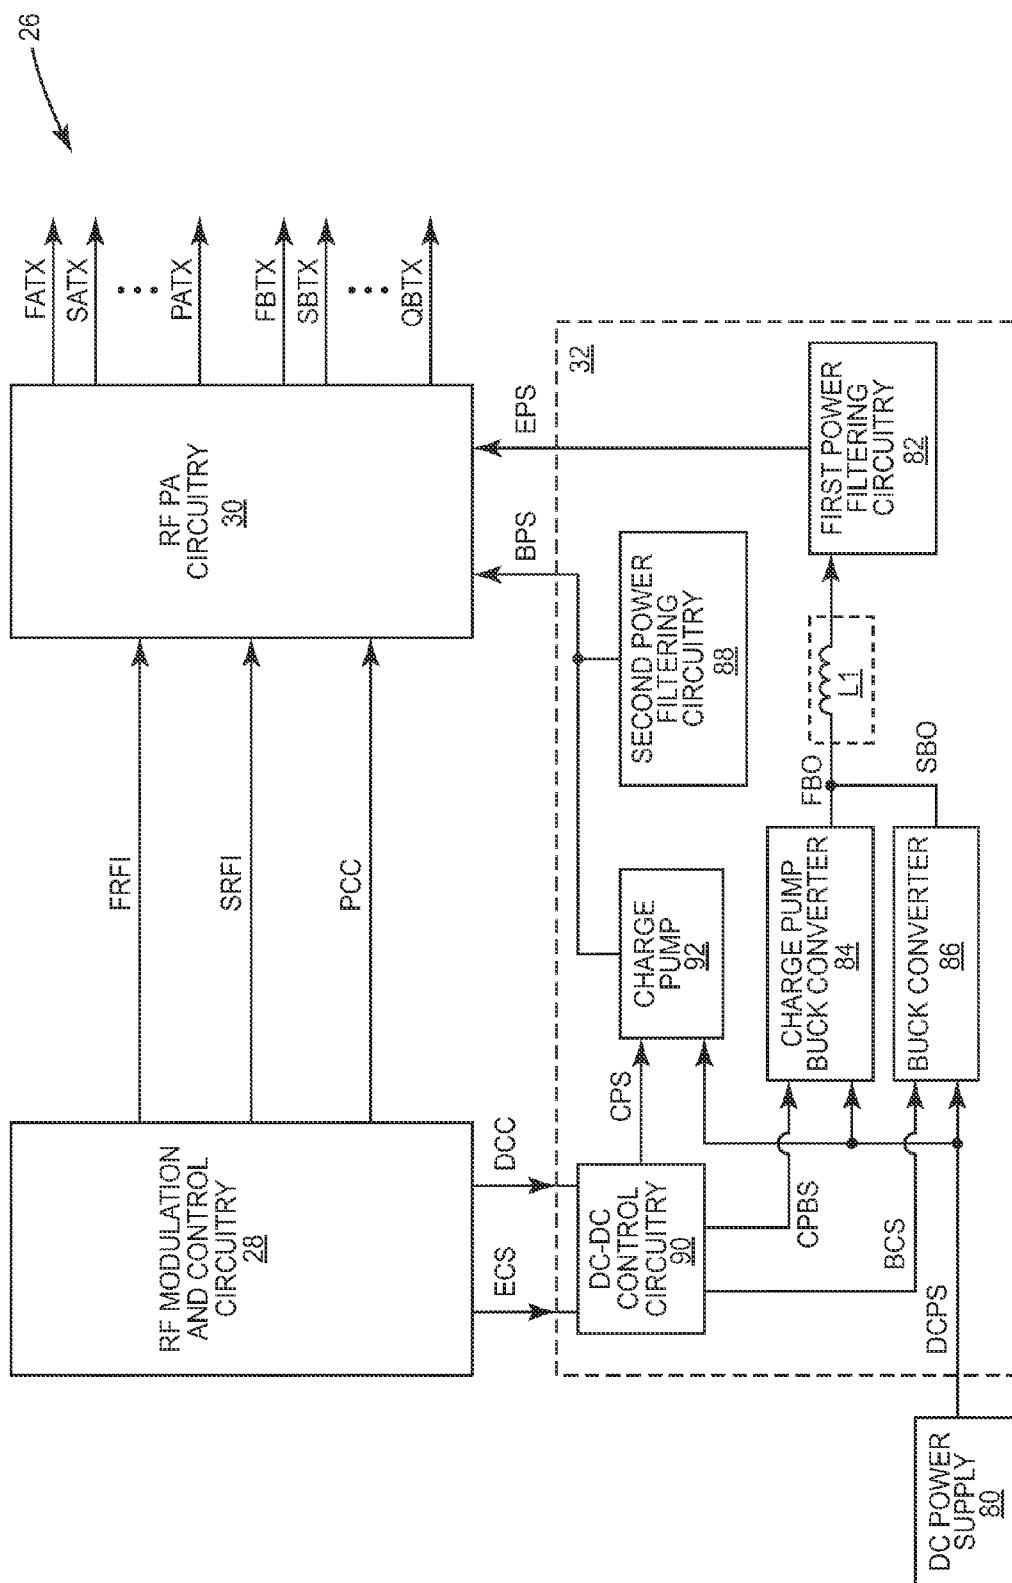 26
RF MODULATION
AND CONTROL
CIRCUITRY
28
FRFI
SRFI
PCC
RF PA
CIRCUITRY
30
FATX
SATX
PATX
FBTX
SBTX
QBTX
ECS
DCC
BPS
EPS
32
DC-DC
CONTROL
CIRCUITRY
90
CPS
CHARGE
PUMP
92
SECOND POWER
FILTERING
CIRCUITRY
88
FIRST POWER
FILTERING
CIRCUITRY
82
CPBS
BCS
CHARGE PUMP
BUCK CONVERTER
84
FBO
L1
BUCK CONVERTER
86
SBO
DCPS
DC POWER
SUPPLY
80